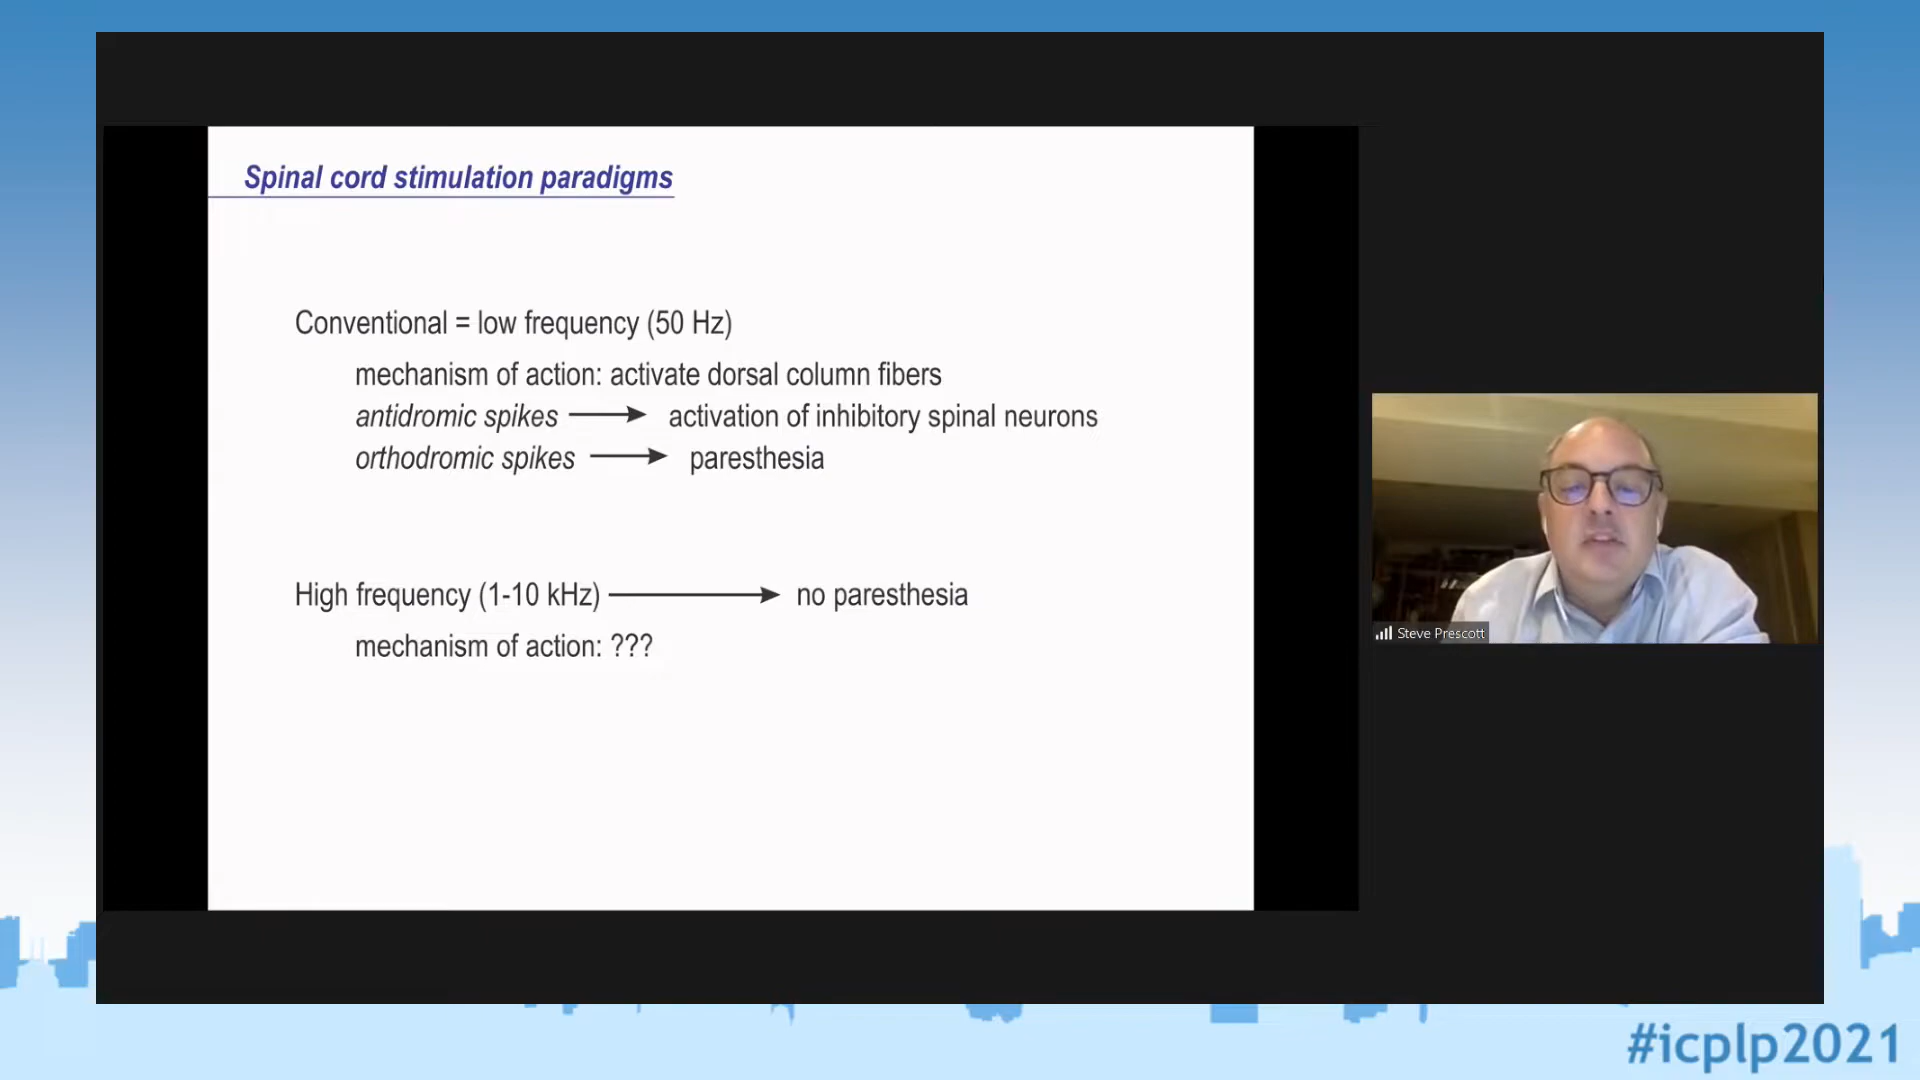 Spinal cord stimulation paradigms
Conventional = low frequency (50 Hz)
mechanism of action: activate dorsal column fibers
antidromic spikes → activation of inhibitory spinal neurons
orthodromic spikes → paresthesia
High frequency (1-10 kHz) → no paresthesia
mechanism of action: ???
Steve Prescott
#icplp2021